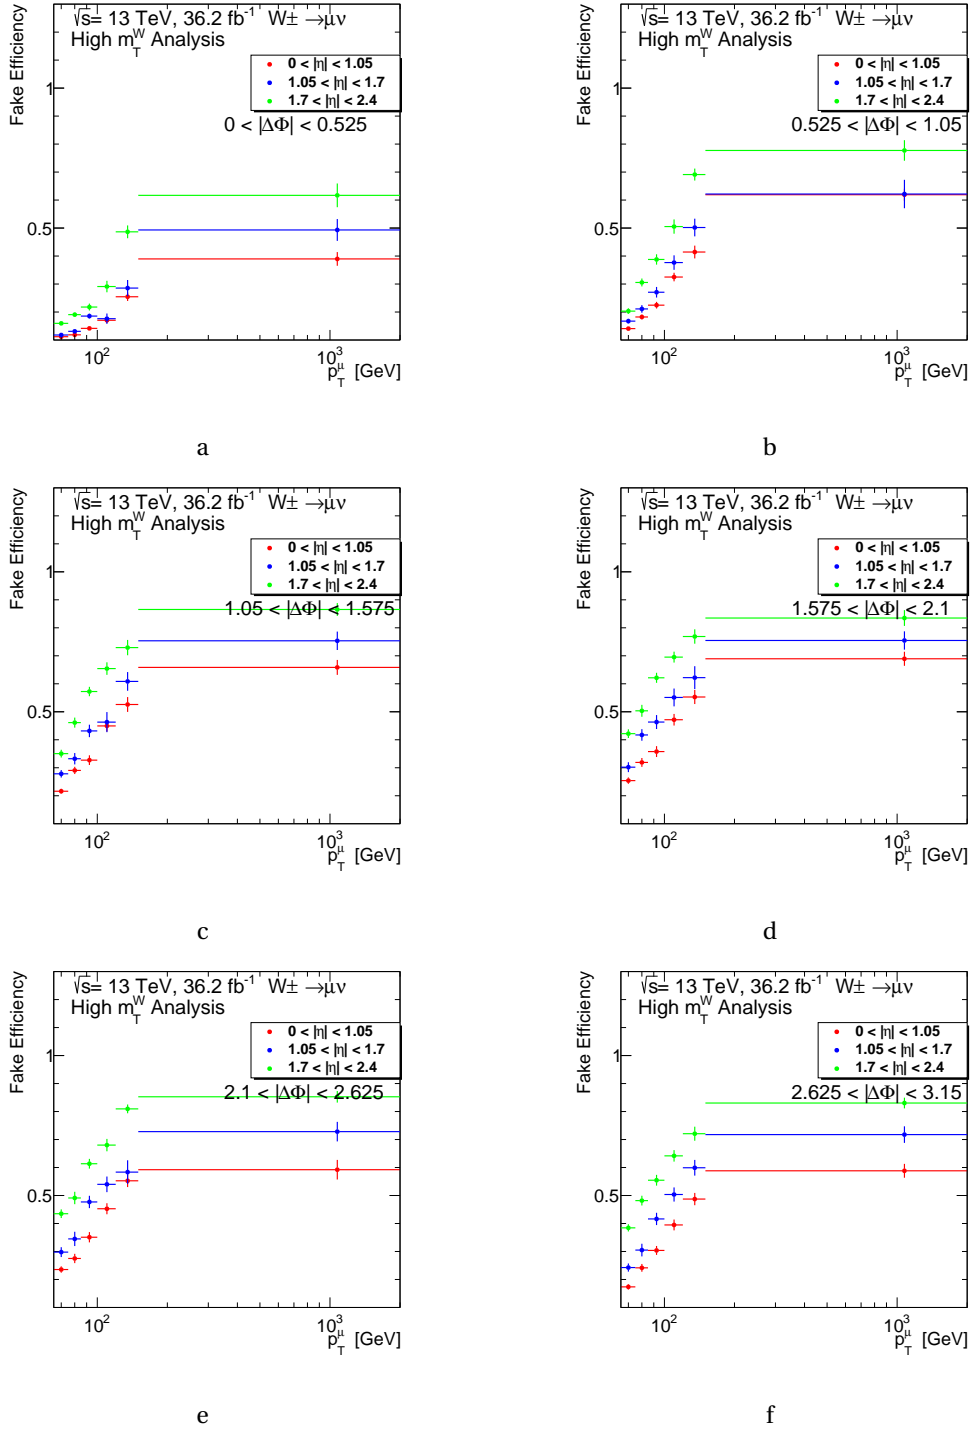 √s= 13 TeV, 36.2 fb⁻¹ W± →μν
High m_T^W Analysis
Fake Efficiency
0 < |η| < 1.05
1.05 < |η| < 1.7
1.7 < |η| < 2.4
0 < |ΔΦ| < 0.525
1
0.5
10² 10³
p_T^μ [GeV]
a
√s= 13 TeV, 36.2 fb⁻¹ W± →μν
High m_T^W Analysis
Fake Efficiency
0 < |η| < 1.05
1.05 < |η| < 1.7
1.7 < |η| < 2.4
0.525 < |ΔΦ| < 1.05
1
0.5
10² 10³
p_T^μ [GeV]
b
√s= 13 TeV, 36.2 fb⁻¹ W± →μν
High m_T^W Analysis
Fake Efficiency
0 < |η| < 1.05
1.05 < |η| < 1.7
1.7 < |η| < 2.4
1.05 < |ΔΦ| < 1.575
1
0.5
10² 10³
p_T^μ [GeV]
c
√s= 13 TeV, 36.2 fb⁻¹ W± →μν
High m_T^W Analysis
Fake Efficiency
0 < |η| < 1.05
1.05 < |η| < 1.7
1.7 < |η| < 2.4
1.575 < |ΔΦ| < 2.1
1
0.5
10² 10³
p_T^μ [GeV]
d
√s= 13 TeV, 36.2 fb⁻¹ W± →μν
High m_T^W Analysis
Fake Efficiency
0 < |η| < 1.05
1.05 < |η| < 1.7
1.7 < |η| < 2.4
2.1 < |ΔΦ| < 2.625
1
0.5
10² 10³
p_T^μ [GeV]
e
√s= 13 TeV, 36.2 fb⁻¹ W± →μν
High m_T^W Analysis
Fake Efficiency
0 < |η| < 1.05
1.05 < |η| < 1.7
1.7 < |η| < 2.4
2.625 < |ΔΦ| < 3.15
1
0.5
10² 10³
p_T^μ [GeV]
f